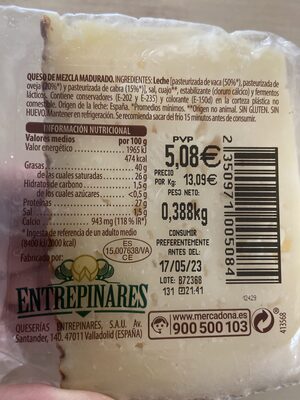 QUESO DE MEZCLA MADURADO. INGREDIENTES: Leche [pasteurizada de vaca (50%*), pasteurizada de
oveja (20%*) y pasteurizada de cabra (15%*)], sal, cuajo**, estabilizante (cloruro cálcico) y fermentos
lácticos. Contiene conservadores (E-202 y E-235) y colorante (E-150d) en la corteza plástica no
comestible. Origen de la leche: España. *Promedios mínimos. **Origen no animal. SIN GLUTEN. SIN
HUEVO. Mantener en refrigeración. Se recomienda sacar del frío 15 minutos antes de consumir.
INFORMACIÓN NUTRICIONAL
Valores medios por 100 g
Valor energético 1965 kJ
474 kcal
Grasas 40 g
de las cuales saturadas 26 g
Hidratos de carbono 1,5 g
de los cuales azúcares <0,5 g
Proteínas 27 g
Sal 1,5 g
Calcio 943 mg (118 % IR*)
* Ingesta de referencia de un adulto medio
(8400 kJ/2000 kcal)
Fabricado por:
ES
15.007638/VA
CE
ENTREPINARES
QUESERÍAS ENTREPINARES, S.A.U. Av.
Santander, 140. 47011 Valladolid (ESPAÑA)
PVP
5,08€
PRECIO
POR Kg: 13,09€
PESO NETO:
0,388kg
CONSUMIR
PREFERENTEMENTE
ANTES DEL:
17/05/23
LOTE: 872368
131 21:41
2 350971 005084
12429
www.mercadona.es
900 500 103
413568